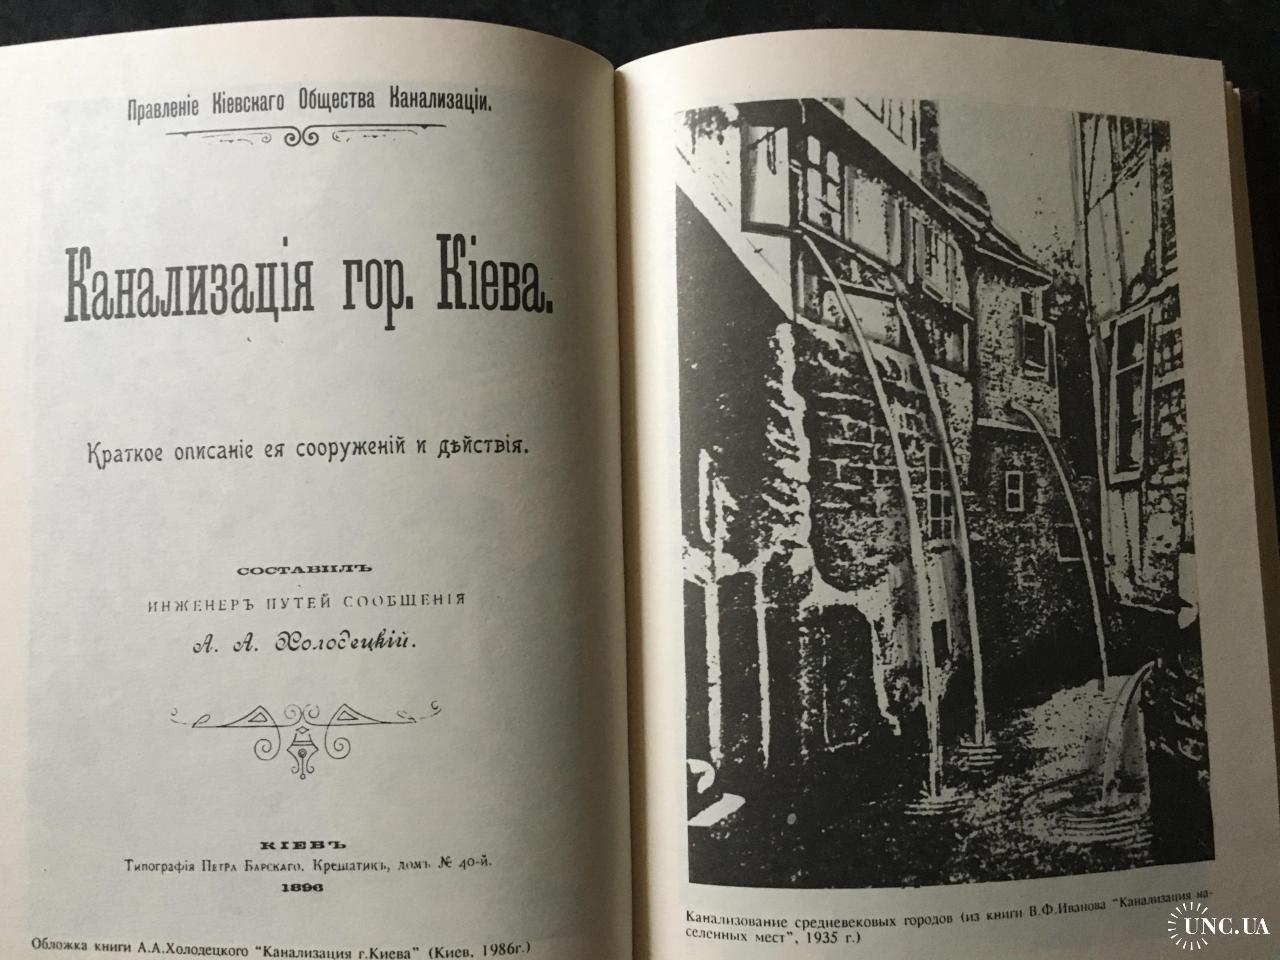 Правленіе Кіевскаго Общества Канализаціи.
Канализація гор. Кіева.
Краткое описаніе ея сооруженій и дѣйствія.
СОСТАВИЛЪ
ИНЖЕНЕРЪ ПУТЕЙ СООБЩЕНІЯ
А. А. Холодецкій.
КІЕВЪ
Типографія Петра Барскаго, Крещатикъ, домъ № 40-й.
1896
Обложка книги А.А.Холодецкого "Канализация г.Киева" (Киев, 1986г.)
Канализование средневековых городов (из книги В.Ф.Иванова "Канализация на-
селенных мест", 1935 г.)
UNC.UA